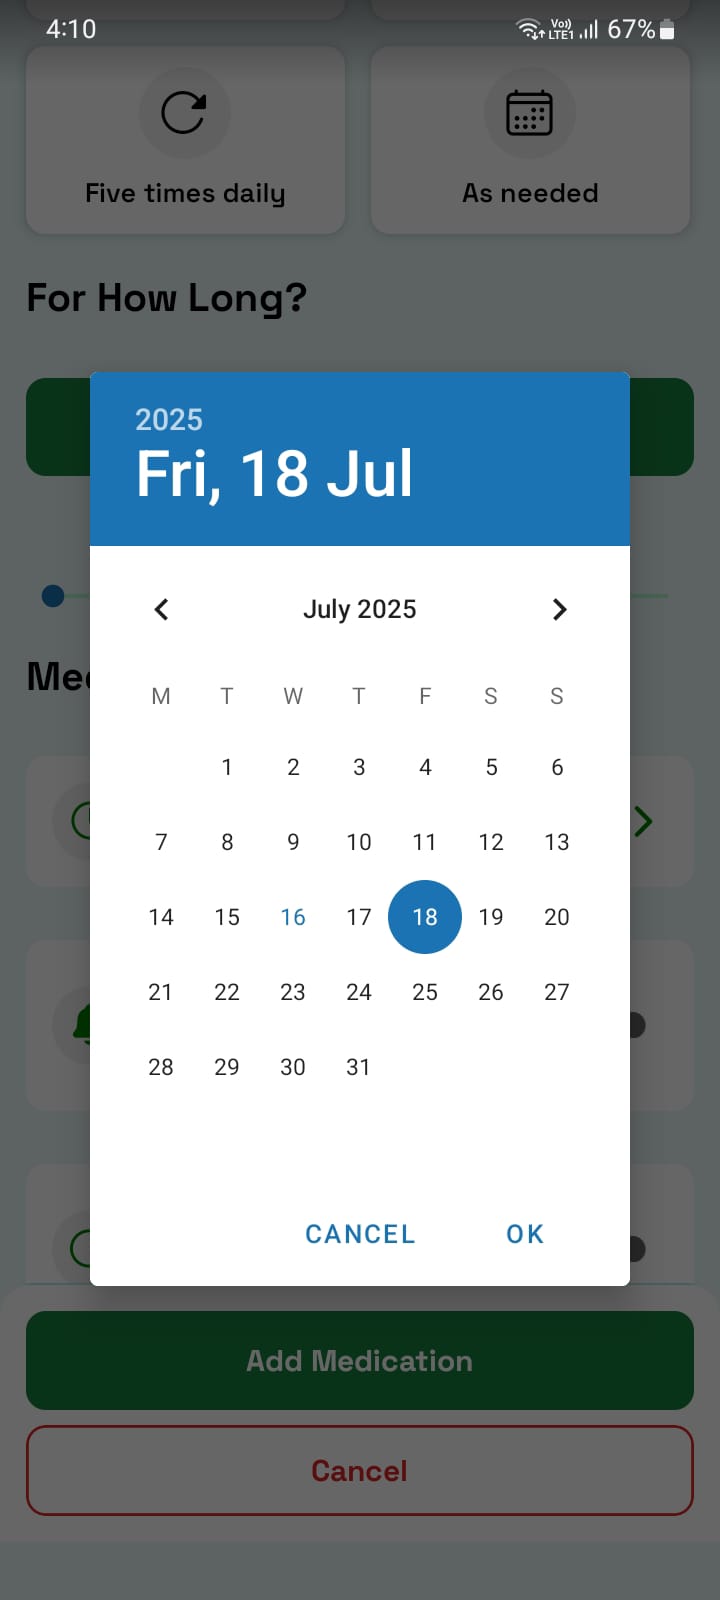 4:10
Vo))
LTE1
67%
Five times daily
As needed
For How Long?
2025
Fri, 18 Jul
July 2025
M T W T F S S
1 2 3 4 5 6
7 8 9 10 11 12 13
14 15 16 17 18 19 20
21 22 23 24 25 26 27
28 29 30 31
CANCEL OK
Add Medication
Cancel